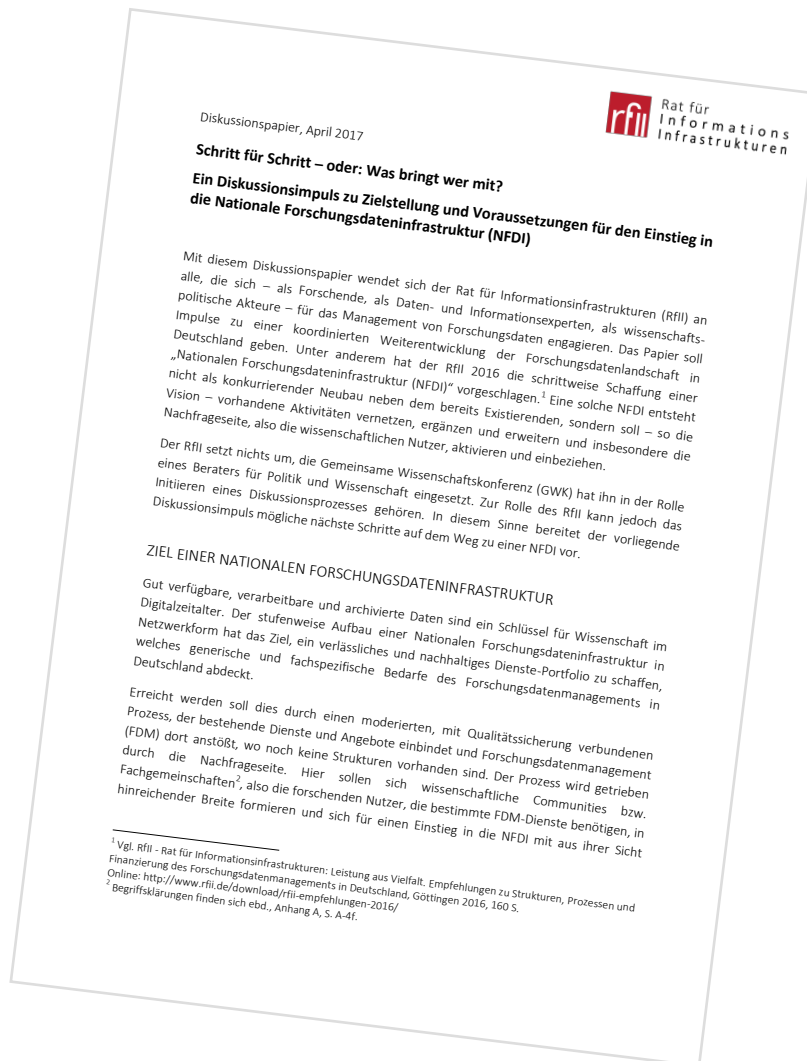 rfii
Rat für
Informations
Infrastrukturen
Diskussionspapier, April 2017
Schritt für Schritt – oder: Was bringt wer mit?
Ein Diskussionsimpuls zu Zielstellung und Voraussetzungen für den Einstieg in
die Nationale Forschungsdateninfrastruktur (NFDI)
Mit diesem Diskussionspapier wendet sich der Rat für Informationsinfrastrukturen (RfII) an
alle, die sich – als Forschende, als Daten- und Informationsexperten, als wissenschafts-
politische Akteure – für das Management von Forschungsdaten engagieren. Das Papier soll
Impulse zu einer koordinierten Weiterentwicklung der Forschungsdatenlandschaft in
Deutschland geben. Unter anderem hat der RfII 2016 die schrittweise Schaffung einer
„Nationalen Forschungsdateninfrastruktur (NFDI)“ vorgeschlagen.¹ Eine solche NFDI entsteht
nicht als konkurrierender Neubau neben dem bereits Existierenden, sondern soll – so die
Vision – vorhandene Aktivitäten vernetzen, ergänzen und erweitern und insbesondere die
Nachfrageseite, also die wissenschaftlichen Nutzer, aktivieren und einbeziehen.
Der RfII setzt nichts um, die Gemeinsame Wissenschaftskonferenz (GWK) hat ihn in der Rolle
eines Beraters für Politik und Wissenschaft eingesetzt. Zur Rolle des RfII kann jedoch das
Initiieren eines Diskussionsprozesses gehören. In diesem Sinne bereitet der vorliegende
Diskussionsimpuls mögliche nächste Schritte auf dem Weg zu einer NFDI vor.
ZIEL EINER NATIONALEN FORSCHUNGSDATENINFRASTRUKTUR
Gut verfügbare, verarbeitbare und archivierte Daten sind ein Schlüssel für Wissenschaft im
Digitalzeitalter. Der stufenweise Aufbau einer Nationalen Forschungsdateninfrastruktur in
Netzwerkform hat das Ziel, ein verlässliches und nachhaltiges Dienste-Portfolio zu schaffen,
welches generische und fachspezifische Bedarfe des Forschungsdatenmanagements in
Deutschland abdeckt.
Erreicht werden soll dies durch einen moderierten, mit Qualitätssicherung verbundenen
Prozess, der bestehende Dienste und Angebote einbindet und Forschungsdatenmanagement
(FDM) dort anstößt, wo noch keine Strukturen vorhanden sind. Der Prozess wird getrieben
durch die Nachfrageseite. Hier sollen sich wissenschaftliche Communities bzw.
Fachgemeinschaften², also die forschenden Nutzer, die bestimmte FDM-Dienste benötigen, in
hinreichender Breite formieren und sich für einen Einstieg in die NFDI mit aus ihrer Sicht
¹ Vgl. RfII - Rat für Informationsinfrastrukturen: Leistung aus Vielfalt. Empfehlungen zu Strukturen, Prozessen und
Finanzierung des Forschungsdatenmanagements in Deutschland, Göttingen 2016, 160 S.
Online: http://www.rfii.de/download/rfii-empfehlungen-2016/
² Begriffsklärungen finden sich ebd., Anhang A, S. A-4f.